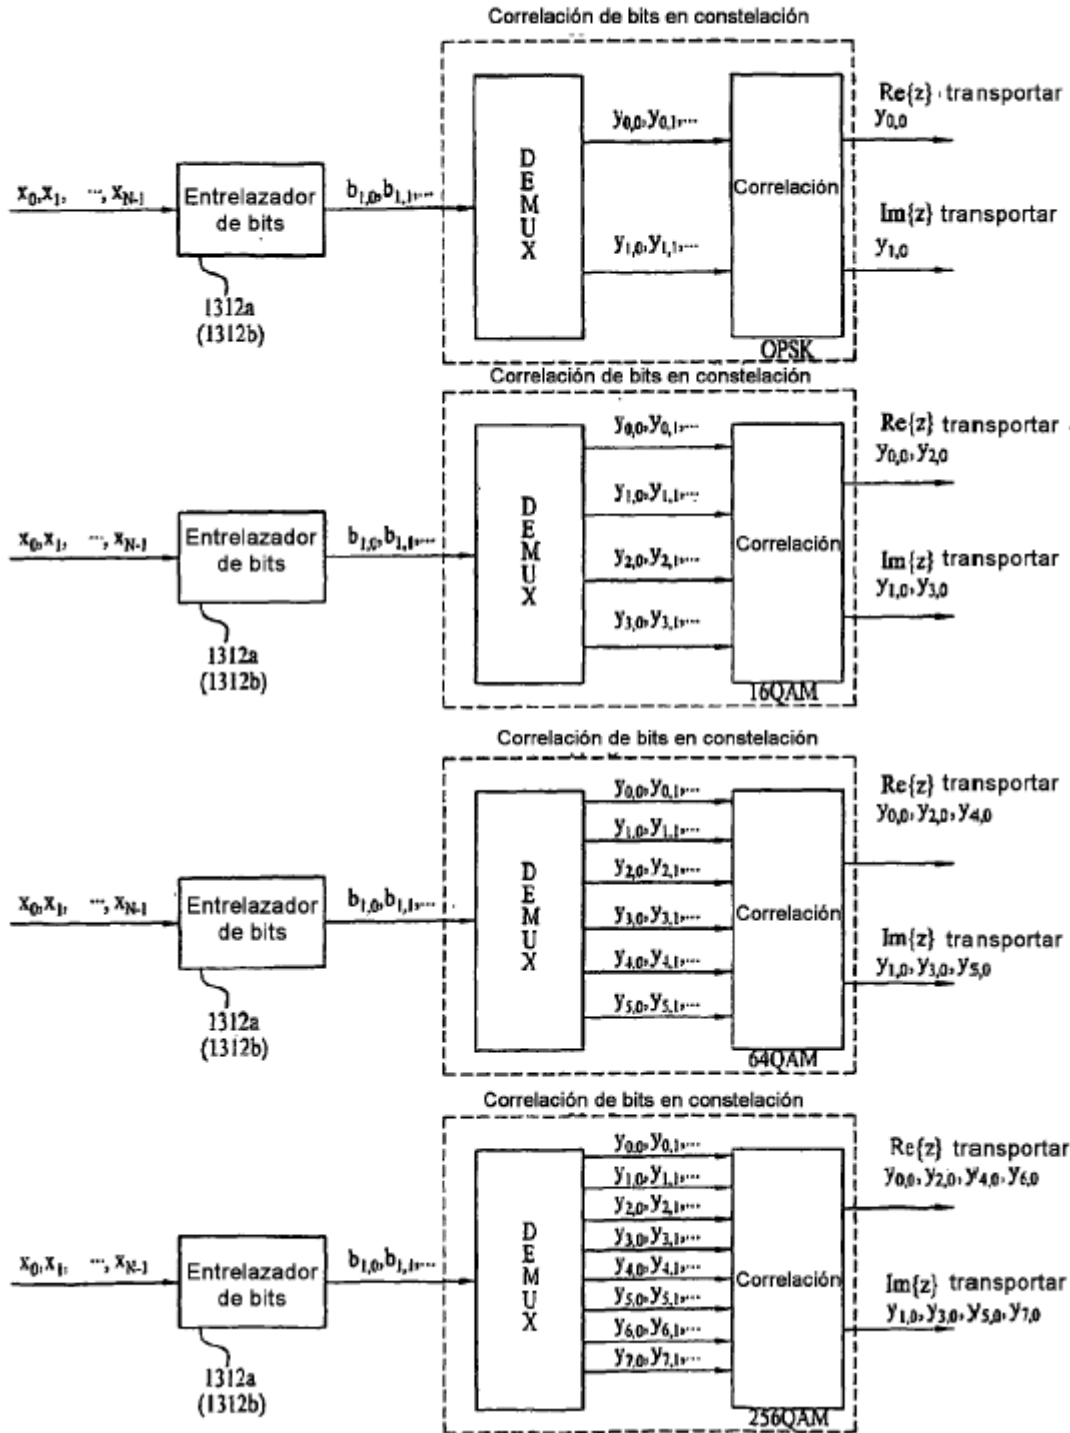 Correlación de bits en constelación
x₀,x₁, ···, x_N-1
Entrelazador
de bits
1312a
(1312b)
b₁,₀,b₁,₁,···
DEMUX
y₀,₀,y₀,₁,···
y₁,₀,y₁,₁,···
Correlación
QPSK
Re{z} transportar
y₀,₀
Im{z} transportar
y₁,₀
Correlación de bits en constelación
x₀,x₁, ···, x_N-1
Entrelazador
de bits
1312a
(1312b)
b₁,₀,b₁,₁,···
DEMUX
y₀,₀,y₀,₁,···
y₁,₀,y₁,₁,···
y₂,₀,y₂,₁,···
y₃,₀,y₃,₁,···
Correlación
16QAM
Re{z} transportar
y₀,₀,y₂,₀
Im{z} transportar
y₁,₀,y₃,₀
Correlación de bits en constelación
x₀,x₁, ···, x_N-1
Entrelazador
de bits
1312a
(1312b)
b₁,₀,b₁,₁,···
DEMUX
y₀,₀,y₀,₁,···
y₁,₀,y₁,₁,···
y₂,₀,y₂,₁,···
y₃,₀,y₃,₁,···
y₄,₀,y₄,₁,···
y₅,₀,y₅,₁,···
Correlación
64QAM
Re{z} transportar
y₀,₀,y₂,₀,y₄,₀
Im{z} transportar
y₁,₀,y₃,₀,y₅,₀
Correlación de bits en constelación
x₀,x₁, ···, x_N-1
Entrelazador
de bits
1312a
(1312b)
b₁,₀,b₁,₁,···
DEMUX
y₀,₀,y₀,₁,···
y₁,₀,y₁,₁,···
y₂,₀,y₂,₁,···
y₃,₀,y₃,₁,···
y₄,₀,y₄,₁,···
y₅,₀,y₅,₁,···
y₆,₀,y₆,₁,···
y₇,₀,y₇,₁,···
Correlación
256QAM
Re{z} transportar
y₀,₀,y₂,₀,y₄,₀,y₆,₀
Im{z} transportar
y₁,₀,y₃,₀,y₅,₀,y₇,₀